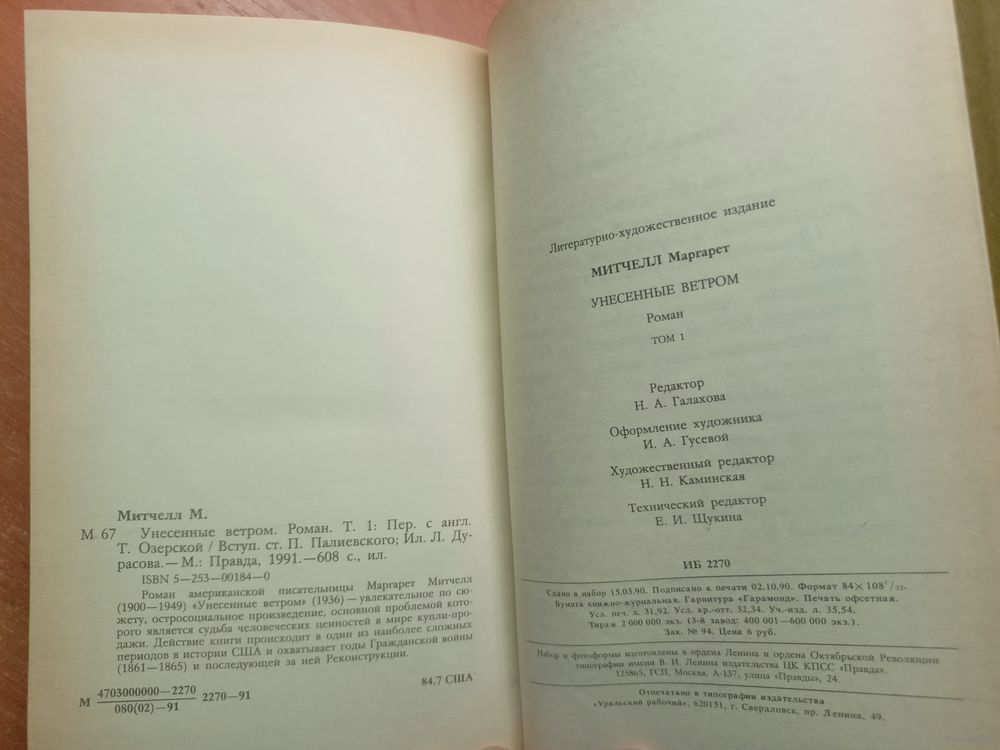 Митчелл М.
М 67 Унесенные ветром. Роман. Т. 1: Пер. с англ.
Т. Озерской / Вступ. ст. П. Палиевского; Ил. Л. Ду-
расова.— М.: Правда, 1991.—608 с., ил.
ISBN 5—253—00184—0
Роман американской писательницы Маргарет Митчелл
(1900—1949) «Унесенные ветром» (1936) — увлекательное по сю-
жету, остросоциальное произведение, основной проблемой кото-
рого является судьба человеческих ценностей в мире купли-про-
дажи. Действие книги происходит в один из наиболее сложных
периодов в истории США и охватывает годы Гражданской войны
(1861—1865) и последующей за ней Реконструкции.
М 4703000000—2270
080(02)—91
2270—91
84.7 США
Литературно-художественное издание
МИТЧЕЛЛ Маргарет
УНЕСЕННЫЕ ВЕТРОМ
Роман
ТОМ 1
Редактор
Н. А. Галахова
Оформление художника
И. А. Гусевой
Художественный редактор
Н. Н. Каминская
Технический редактор
Е. И. Щукина
ИБ 2270
Сдано в набор 15.03.90. Подписано к печати 02.10.90. Формат 84×108¹/₃₂.
Бумага книжно-журнальная. Гарнитура «Гарамонд». Печать офсетная.
Усл. печ. л. 31,92. Усл. кр.-отт. 32,34. Уч.-изд. л. 35,54.
Тираж 2 000 000 экз. (3-й завод: 400 001—600 000 экз.).
Зак. № 94. Цена 6 руб.
Набор и фотоформы изготовлены в ордена Ленина и ордена Октябрьской Революции
типографии имени В. И. Ленина издательства ЦК КПСС «Правда».
125865, ГСП, Москва, А-137, улица «Правды», 24.
Отпечатано в типографии издательства
«Уральский рабочий», 620151, г. Свердловск, пр. Ленина, 49.